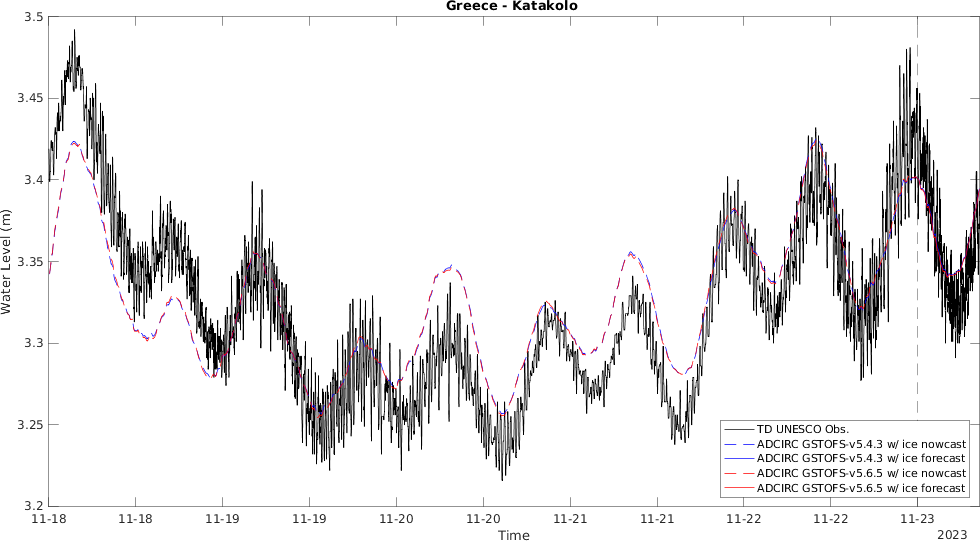 Greece - Katakolo
Water Level (m)
3.5
3.45
3.4
3.35
3.3
3.25
3.2
TD UNESCO Obs.
ADCIRC GSTOFS-v5.4.3 w/ ice nowcast
ADCIRC GSTOFS-v5.4.3 w/ ice forecast
ADCIRC GSTOFS-v5.6.5 w/ ice nowcast
ADCIRC GSTOFS-v5.6.5 w/ ice forecast
11-18 11-18 11-19 11-19 11-20 11-20 11-21 11-21 11-22 11-22 11-23
Time
2023